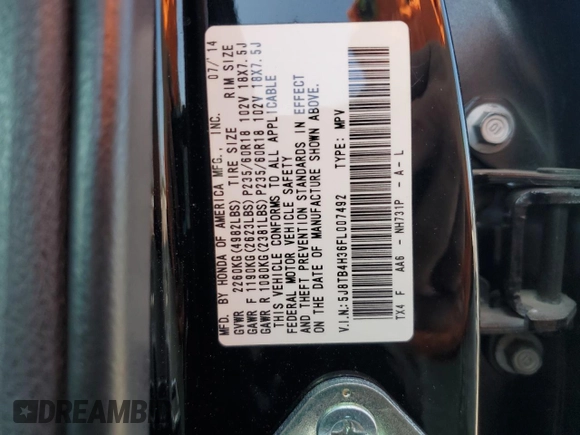 MFD. BY HONDA OF AMERICA MFG., INC. 07/14
GVWR 2260KG(4982LBS) TIRE SIZE RIM SIZE
GAWR F 1190KG(2623LBS) P235/60R18 102V 18X7.5J
GAWR R 1080KG(2381LBS) P235/60R18 102V 18X7.5J
THIS VEHICLE CONFORMS TO ALL APPLICABLE
FEDERAL MOTOR VEHICLE SAFETY
AND THEFT PREVENTION STANDARDS IN EFFECT
ON THE DATE OF MANUFACTURE SHOWN ABOVE.
V.I.N.:5J8TB4H36FL007492 TYPE: MPV
TX4 F AA6 - NH731P - A - L
DREAMBI